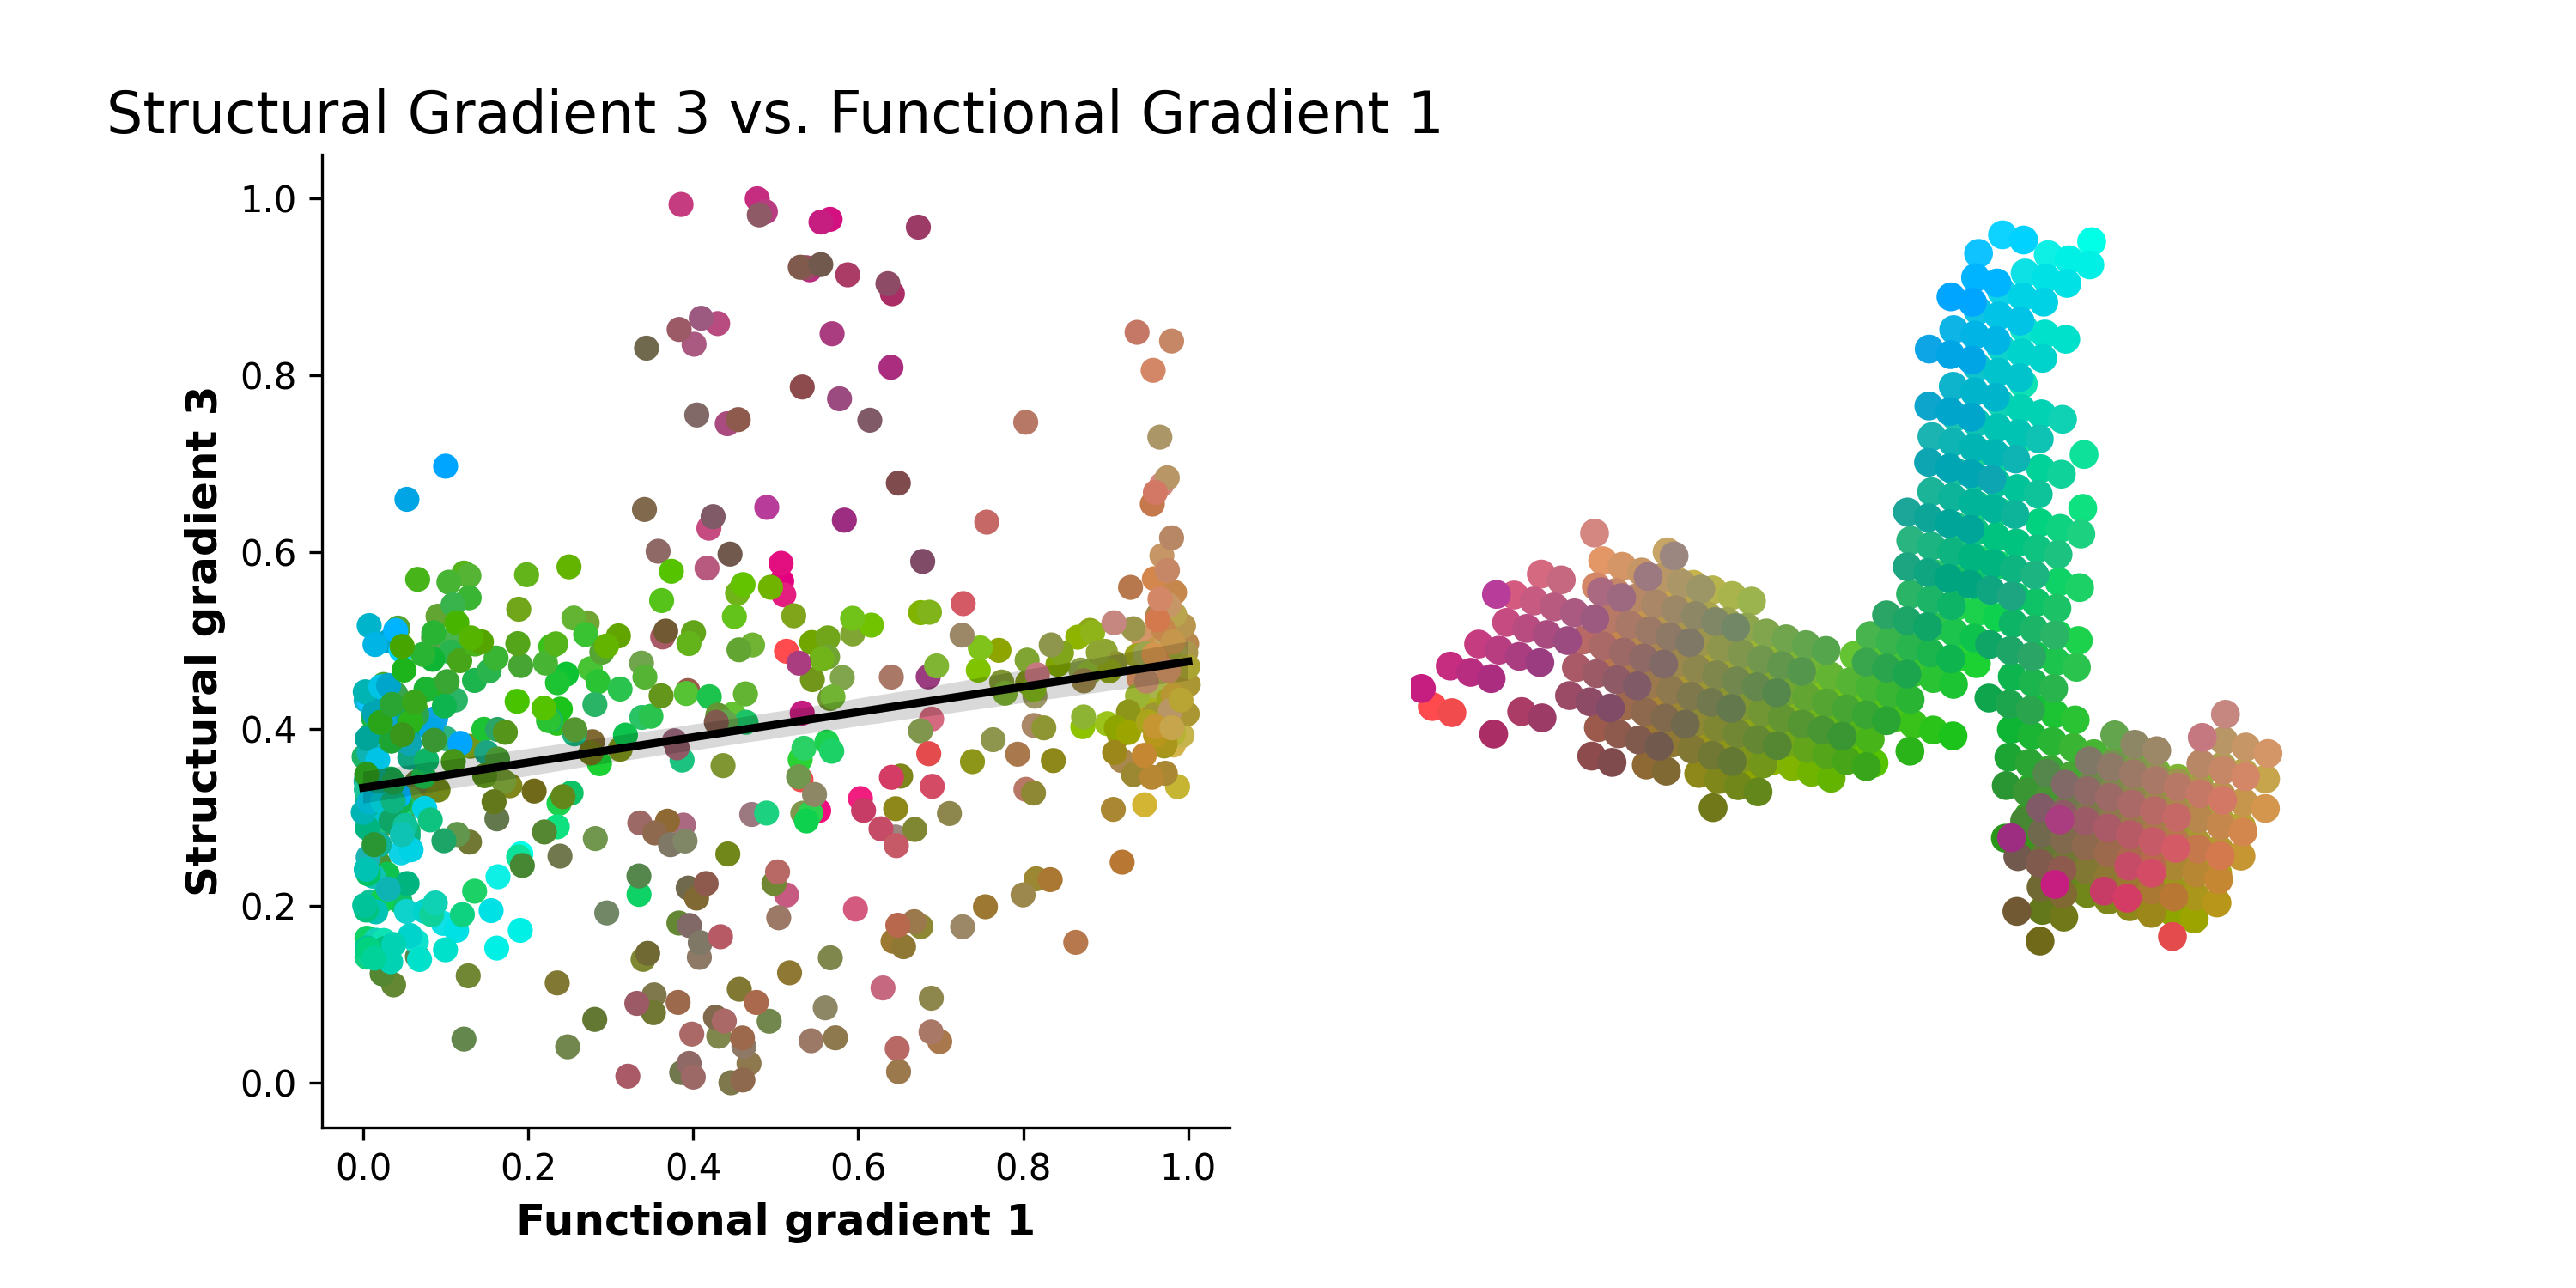 Structural Gradient 3 vs. Functional Gradient 1
Structural gradient 3
1.0
0.8
0.6
0.4
0.2
0.0
0.0 0.2 0.4 0.6 0.8 1.0
Functional gradient 1